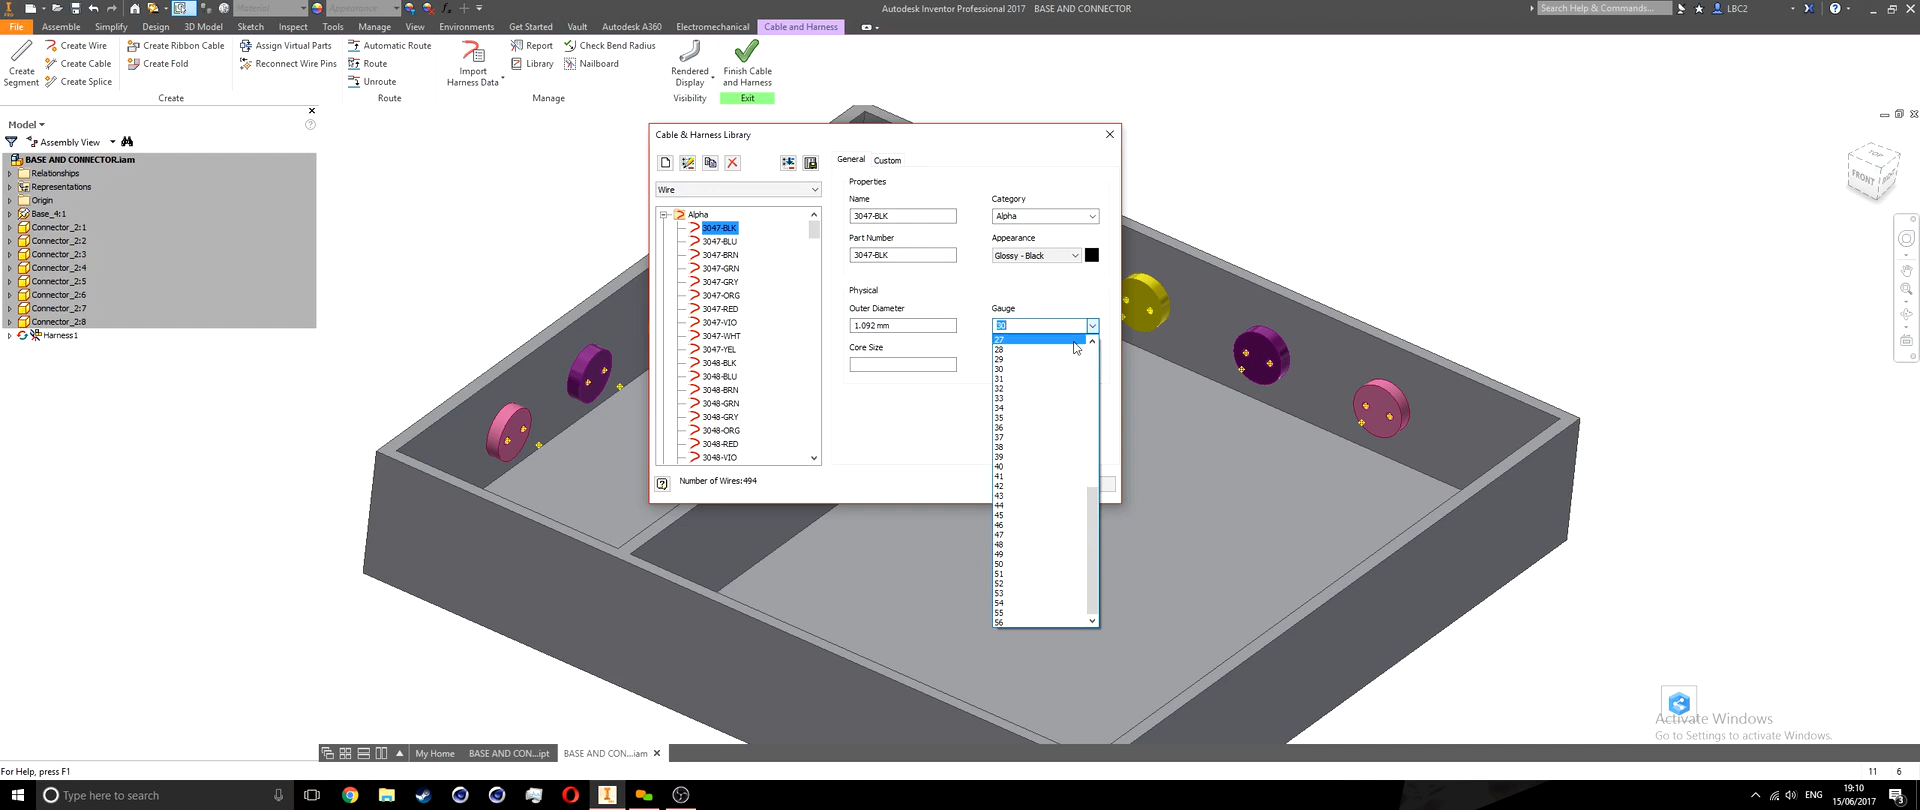 Material
Appearance
Autodesk Inventor Professional 2017 BASE AND CONNECTOR
Search Help & Commands...
LBC2
File Assemble Simplify Design 3D Model Sketch Inspect Tools Manage View Environments Get Started Vault Autodesk A360 Electromechanical Cable and Harness
Create Segment
Create Wire
Create Cable
Create Splice
Create Ribbon Cable
Create Fold
Assign Virtual Parts
Reconnect Wire Pins
Create
Automatic Route
Route
Unroute
Route
Import Harness Data
Report
Library
Check Bend Radius
Nailboard
Manage
Rendered Display
Visibility
Finish Cable and Harness
Exit
Model
Assembly View
BASE AND CONNECTOR.iam
Relationships
Representations
Origin
Base_4:1
Connector_2:1
Connector_2:2
Connector_2:3
Connector_2:4
Connector_2:5
Connector_2:6
Connector_2:7
Connector_2:8
Harness1
Cable & Harness Library
Wire
Alpha
3047-BLK
3047-BLU
3047-BRN
3047-GRN
3047-GRY
3047-ORG
3047-RED
3047-VIO
3047-WHT
3047-YEL
3048-BLK
3048-BLU
3048-BRN
3048-GRN
3048-GRY
3048-ORG
3048-RED
3048-VIO
Number of Wires:494
General Custom
Properties
Name
3047-BLK
Category
Alpha
Part Number
3047-BLK
Appearance
Glossy - Black
Physical
Outer Diameter
1.092 mm
Gauge
30
Core Size
27
28
29
30
31
32
33
34
35
36
37
38
39
40
41
42
43
44
45
46
47
48
49
50
51
52
53
54
55
56
TOP
FRONT
Activate Windows
Go to Settings to activate Windows.
My Home BASE AND CON...ipt BASE AND CON...iam
For Help, press F1
11 6
Type here to search
ENG
19:10
15/06/2017
3